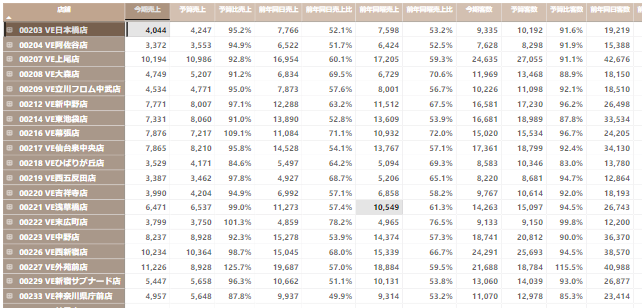 店舗 今期売上 予算売上 予算比売上 前年同日売上 前年同日売上比 前年同曜売上 前年同曜売上比 今期客数 予算客数 予算比客数 前年同日客数
00203 VE日本橋店 4,044 4,247 95.2% 7,766 52.1% 7,598 53.2% 9,335 10,192 91.6% 19,219
00204 VE阿佐谷店 3,372 3,553 94.9% 6,522 51.7% 6,424 52.5% 7,628 8,298 91.9% 15,388
00207 VE上尾店 10,194 10,986 92.8% 16,954 60.1% 17,205 59.3% 24,635 27,055 91.1% 42,676
00208 VE大森店 4,749 5,207 91.2% 6,834 69.5% 6,729 70.6% 11,969 13,468 88.9% 18,150
00209 VE立川フロム中武店 4,534 4,771 95.0% 7,873 57.6% 8,001 56.7% 10,226 11,098 92.1% 18,510
00212 VE新中野店 7,771 8,007 97.1% 12,288 63.2% 11,512 67.5% 16,581 17,230 96.2% 26,498
00214 VE東池袋店 7,331 8,060 91.0% 13,890 52.8% 13,609 53.9% 16,681 18,989 87.8% 33,534
00216 VE幕張店 7,876 7,217 109.1% 11,084 71.1% 10,932 72.0% 15,020 15,534 96.7% 24,205
00217 VE仙台泉中央店 7,865 8,210 95.8% 14,528 54.1% 13,767 57.1% 17,361 18,799 92.4% 34,130
00218 VEひばりが丘店 3,529 4,171 84.6% 5,497 64.2% 5,094 69.3% 8,583 10,346 83.0% 13,780
00219 VE西五反田店 3,387 3,462 97.8% 4,927 68.7% 5,206 65.1% 8,220 8,681 94.7% 12,864
00220 VE吉祥寺店 3,990 4,204 94.9% 6,992 57.1% 6,858 58.2% 9,767 10,614 92.0% 18,193
00221 VE浅草橋店 6,471 6,537 99.0% 11,273 57.4% 10,549 61.3% 14,263 15,097 94.5% 26,743
00222 VE末広町店 3,799 3,750 101.3% 4,859 78.2% 4,965 76.5% 9,133 9,150 99.8% 12,200
00223 VE中野店 8,237 8,928 92.3% 15,278 53.9% 14,374 57.3% 18,741 20,812 90.0% 36,370
00226 VE西新宿店 10,234 10,364 98.7% 15,045 68.0% 15,339 66.7% 24,291 25,693 94.5% 38,570
00227 VE外苑前店 11,226 8,928 125.7% 19,687 57.0% 18,884 59.5% 21,688 18,784 115.5% 40,988
00229 VE新宿サブナード店 5,447 5,658 96.3% 10,662 51.1% 10,131 53.8% 13,060 14,039 93.0% 26,877
00233 VE神奈川県庁前店 4,957 5,648 87.8% 9,937 49.9% 9,314 53.2% 11,070 12,978 85.3% 23,414